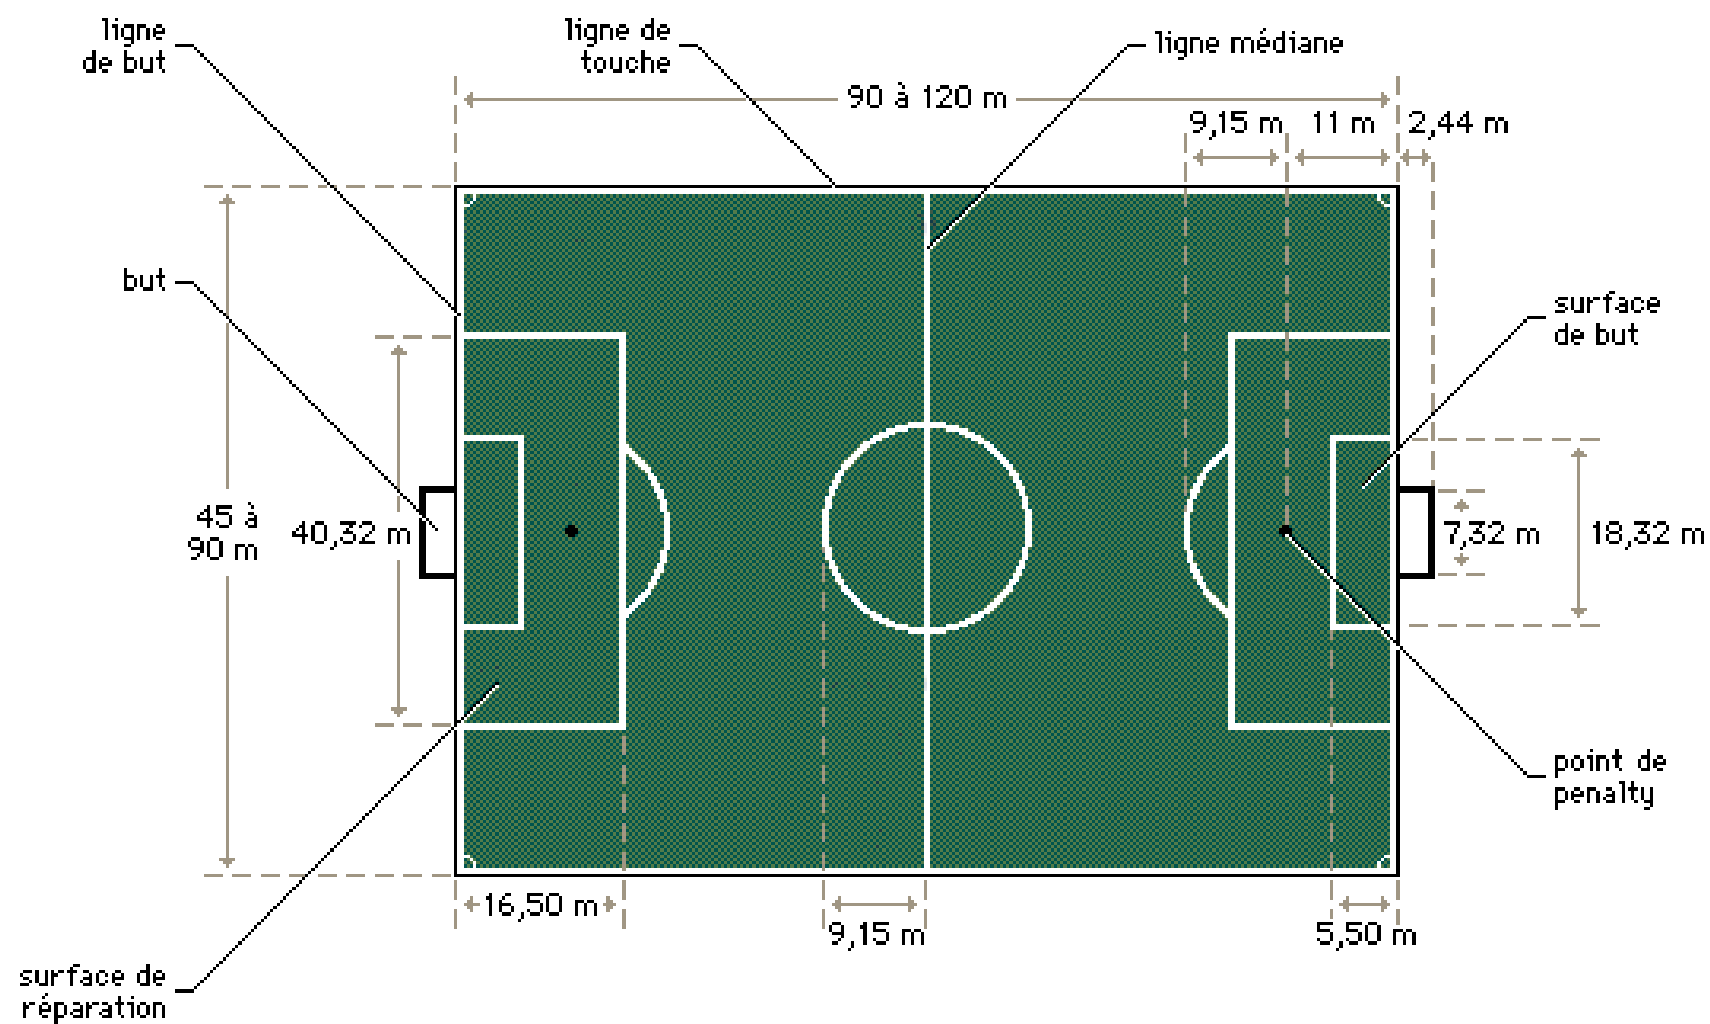 ligne
de but
ligne de
touche
ligne médiane
90 à 120 m
9,15 m
11 m
2,44 m
but
surface
de but
45 à
90 m
40,32 m
7,32 m
18,32 m
point de
penalty
16,50 m
9,15 m
5,50 m
surface de
réparation